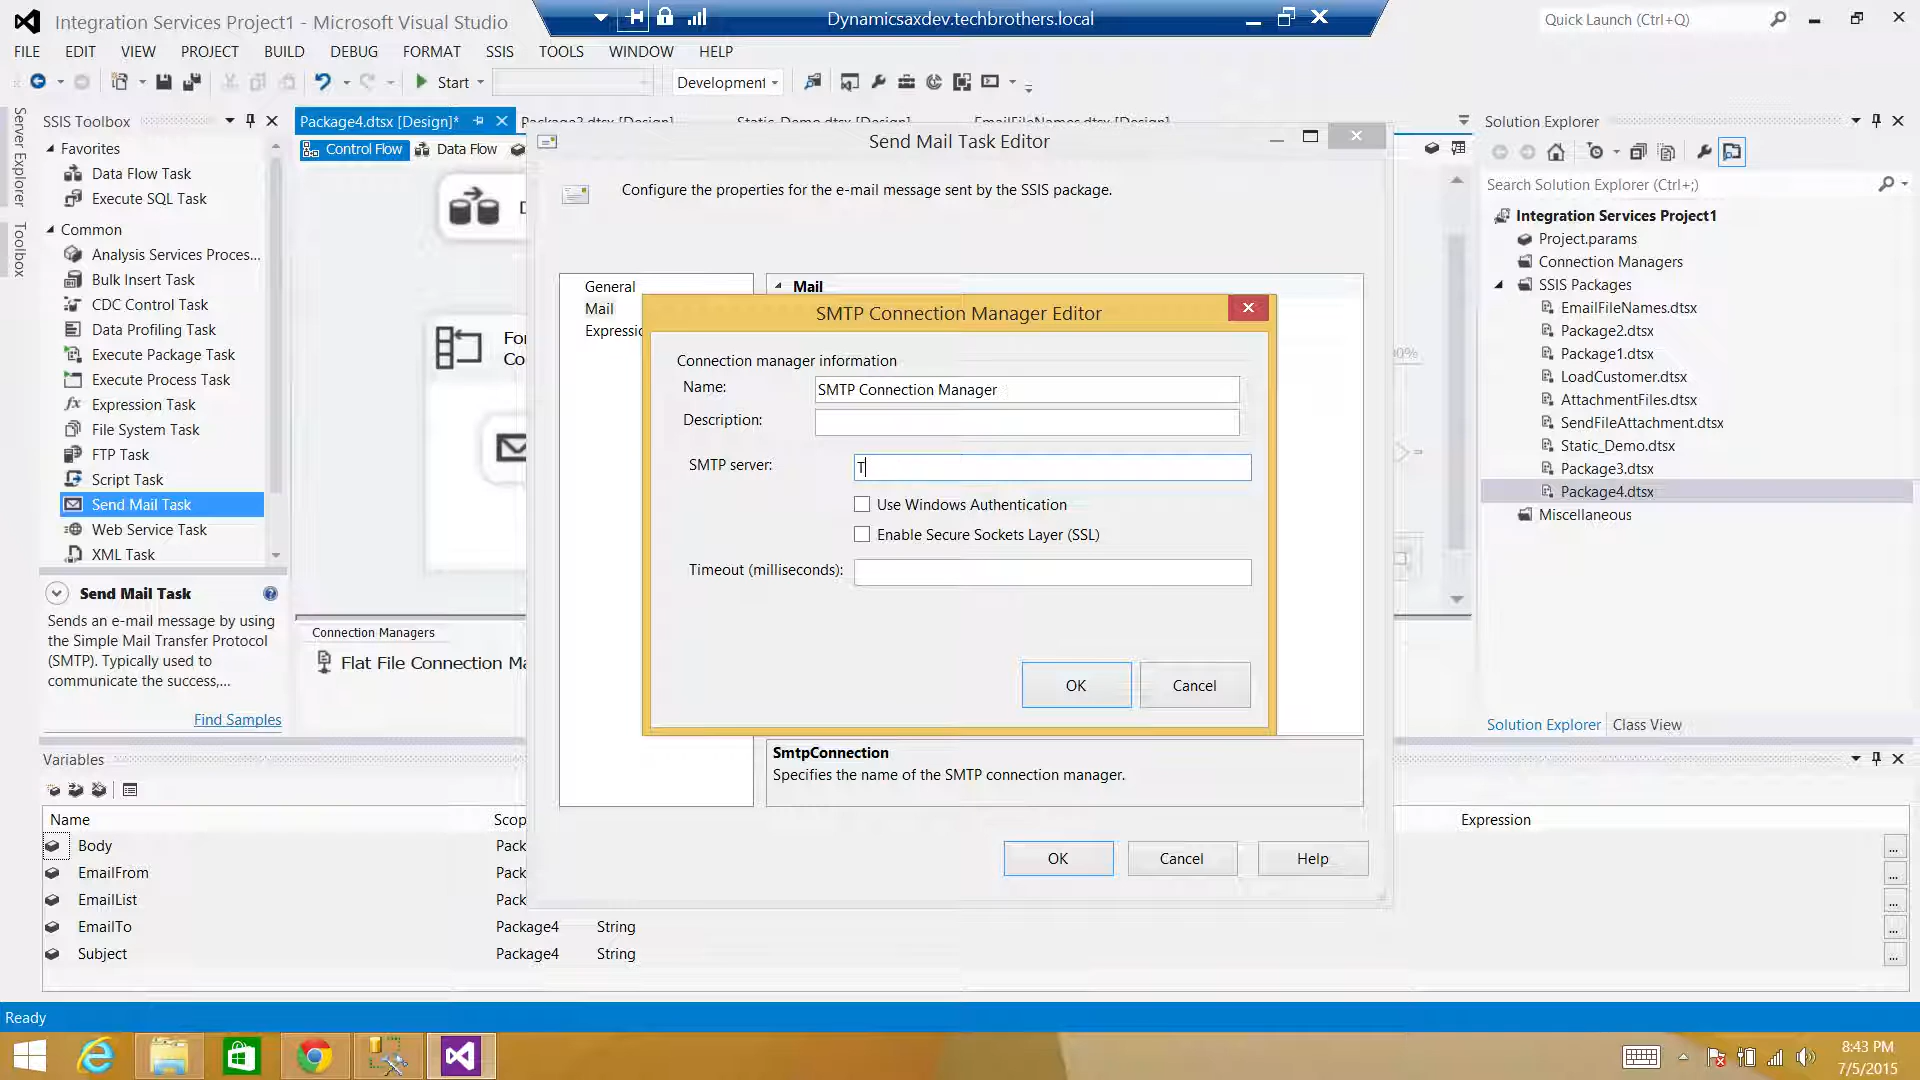 Integration Services Project1 - Microsoft Visual Studio
Dynamicsaxdev.techbrothers.local
Quick Launch (Ctrl+Q)
FILE EDIT VIEW PROJECT BUILD DEBUG FORMAT SSIS TOOLS WINDOW HELP
Start
Development
Server Explorer
Toolbox
SSIS Toolbox
Favorites
Data Flow Task
Execute SQL Task
Common
Analysis Services Proces...
Bulk Insert Task
CDC Control Task
Data Profiling Task
Execute Package Task
Execute Process Task
Expression Task
File System Task
FTP Task
Script Task
Send Mail Task
Web Service Task
XML Task
Send Mail Task
Sends an e-mail message by using
the Simple Mail Transfer Protocol
(SMTP). Typically used to
communicate the success,...
Find Samples
Package4.dtsx [Design]*
Static_Demo.dtsx [Design]
EmailFileNames.dtsx [Design]
Control Flow
Data Flow
Connection Managers
Flat File Connection Ma
Send Mail Task Editor
Configure the properties for the e-mail message sent by the SSIS package.
General
Mail
Expressio
Mail
SMTP Connection Manager Editor
Connection manager information
Name: SMTP Connection Manager
Description:
SMTP server: T
Use Windows Authentication
Enable Secure Sockets Layer (SSL)
Timeout (milliseconds):
OK Cancel
SmtpConnection
Specifies the name of the SMTP connection manager.
OK Cancel Help
Solution Explorer
Search Solution Explorer (Ctrl+;)
Integration Services Project1
Project.params
Connection Managers
SSIS Packages
EmailFileNames.dtsx
Package2.dtsx
Package1.dtsx
LoadCustomer.dtsx
AttachmentFiles.dtsx
SendFileAttachment.dtsx
Static_Demo.dtsx
Package3.dtsx
Package4.dtsx
Miscellaneous
Solution Explorer Class View
Variables
Name Scop Expression
Body Pack
EmailFrom Pack
EmailList Pack
EmailTo Package4 String
Subject Package4 String
Ready
8:43 PM
7/5/2015